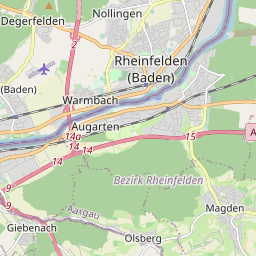 Nollingen
Degerfelden
Rheinfelden
(Baden)
(Baden)
Warmbach
Augarten
14a
15
14
14
A
Bezirk Rheinfelden
9
9
Aargau
Magden
Giebenach
Olsberg